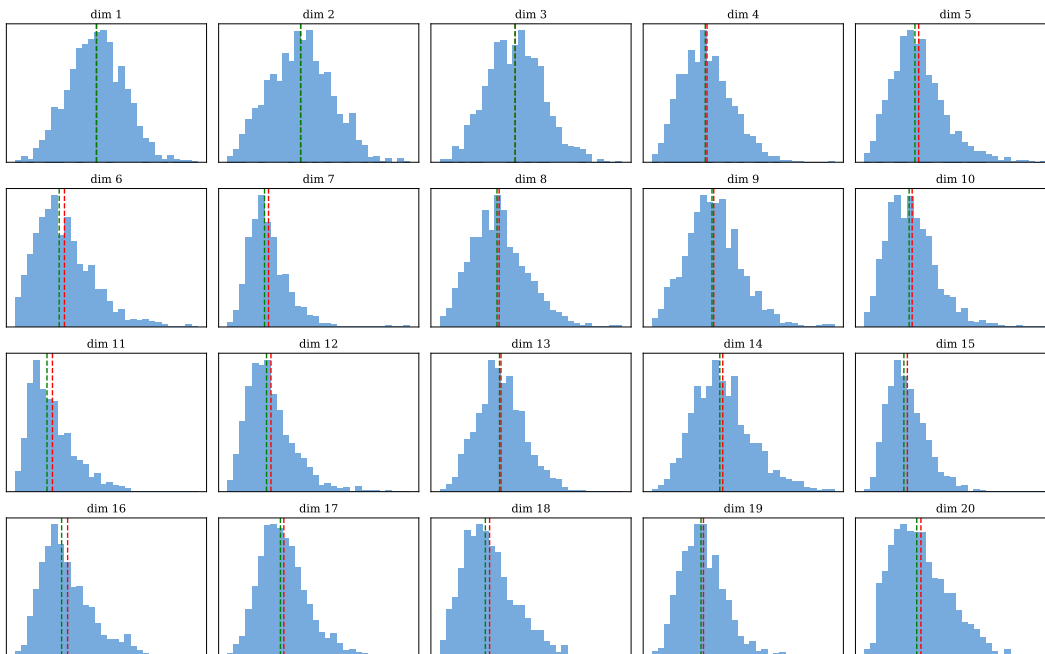 dim 1
dim 2
dim 3
dim 4
dim 5
dim 6
dim 7
dim 8
dim 9
dim 10
dim 11
dim 12
dim 13
dim 14
dim 15
dim 16
dim 17
dim 18
dim 19
dim 20